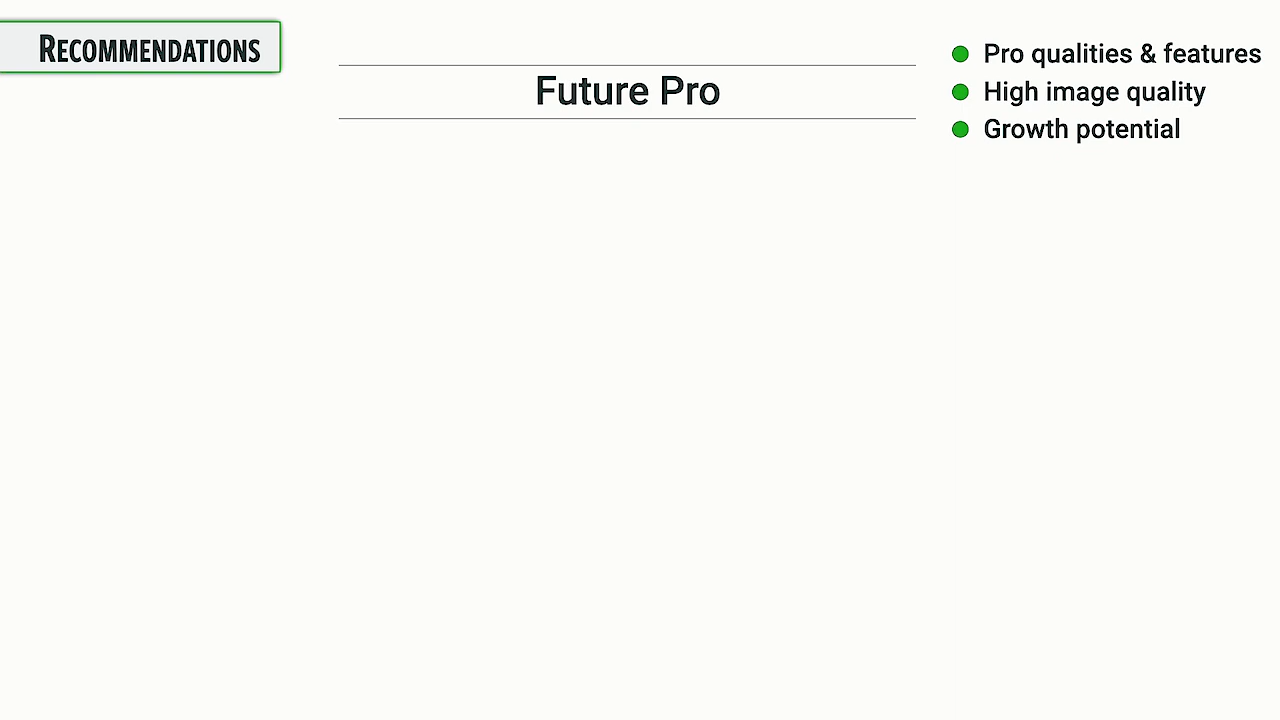 RECOMMENDATIONS
Future Pro
Pro qualities & features
High image quality
Growth potential